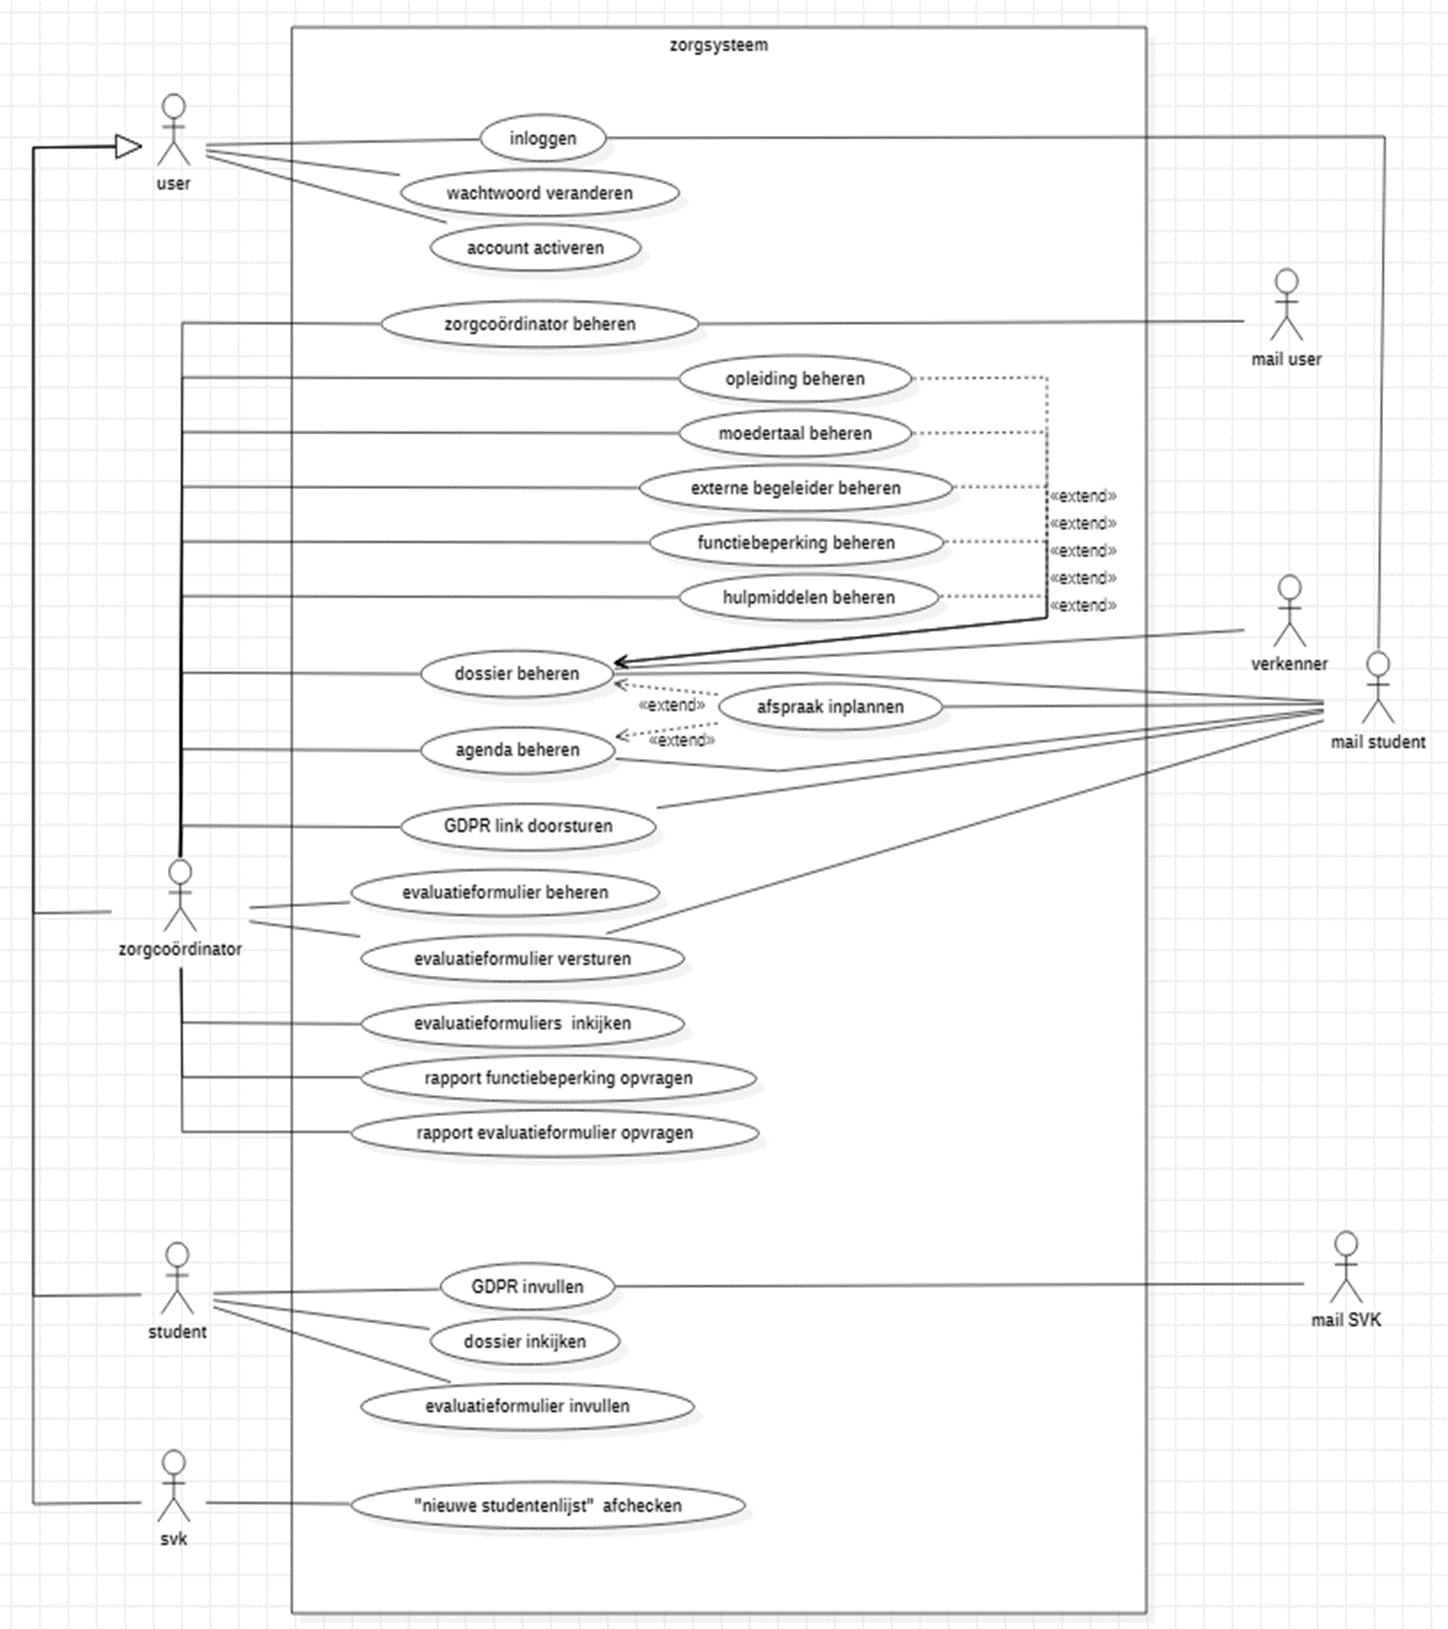 zorgsysteem
inloggen
user
wachtwoord veranderen
account activeren
zorgcoördinator beheren
mail user
opleiding beheren
moedertaal beheren
externe begeleider beheren
«extend»
«extend»
functiebeperking beheren
«extend»
«extend»
hulpmiddelen beheren
«extend»
verkenner
dossier beheren
«extend»
afspraak inplannen
«extend»
mail student
agenda beheren
GDPR link doorsturen
evaluatieformulier beheren
zorgcoördinator
evaluatieformulier versturen
evaluatieformuliers  inkijken
rapport functiebeperking opvragen
rapport evaluatieformulier opvragen
GDPR invullen
mail SVK
student
dossier inkijken
evaluatieformulier invullen
"nieuwe studentenlijst"  afchecken
svk